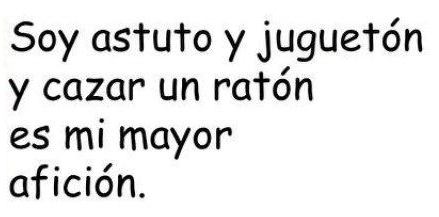 Soy astuto y juguetón
y cazar un ratón
es mi mayor
afición.